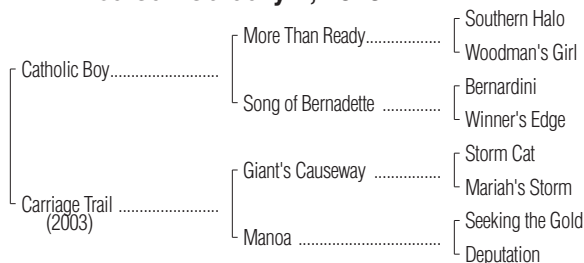 Southern Halo
More Than Ready....................
Woodman's Girl
Catholic Boy........................
Bernardini
Song of Bernadette ...............
Winner's Edge
Storm Cat
Giant's Causeway .................
Mariah's Storm
Carriage Trail ......................
(2003)
Seeking the Gold
Manoa ....................................
Deputation